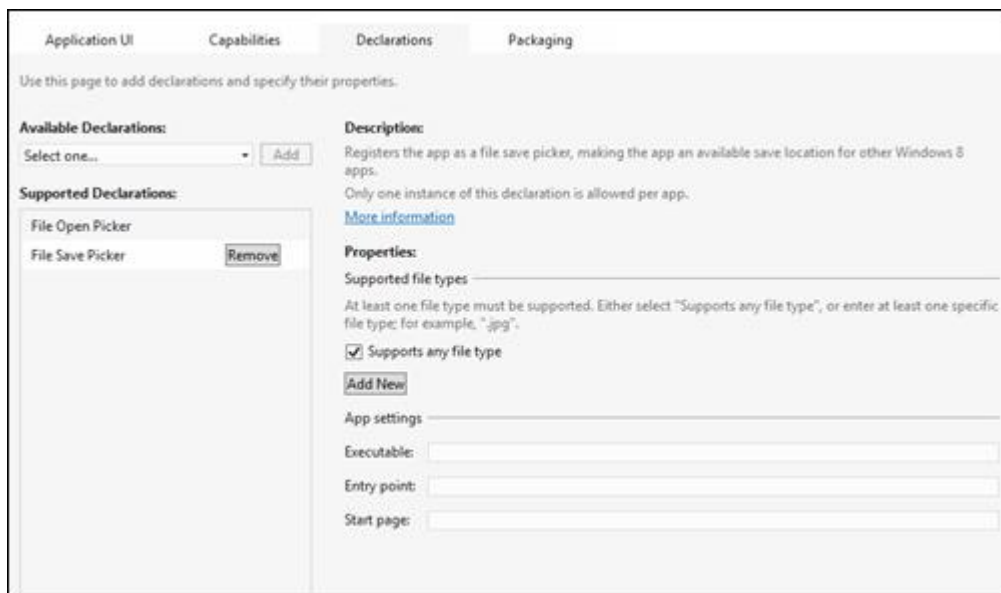 Application UI Capabilities Declarations Packaging
Use this page to add declarations and specify their properties.
Available Declarations:
Select one... Add
Supported Declarations:
File Open Picker
File Save Picker Remove
Description:
Registers the app as a file save picker, making the app an available save location for other Windows 8
apps.
Only one instance of this declaration is allowed per app.
More information
Properties:
Supported file types
At least one file type must be supported. Either select "Supports any file type", or enter at least one specific
file type; for example, ".jpg".
Supports any file type
Add New
App settings
Executable:
Entry point:
Start page: